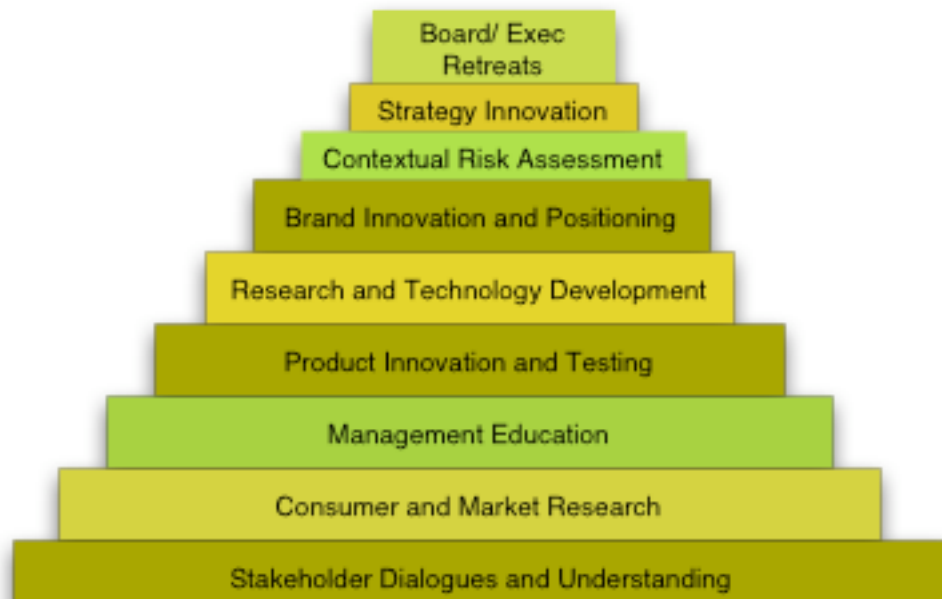 Board/ Exec
Retreats
Strategy Innovation
Contextual Risk Assessment
Brand Innovation and Positioning
Research and Technology Development
Product Innovation and Testing
Management Education
Consumer and Market Research
Stakeholder Dialogues and Understanding